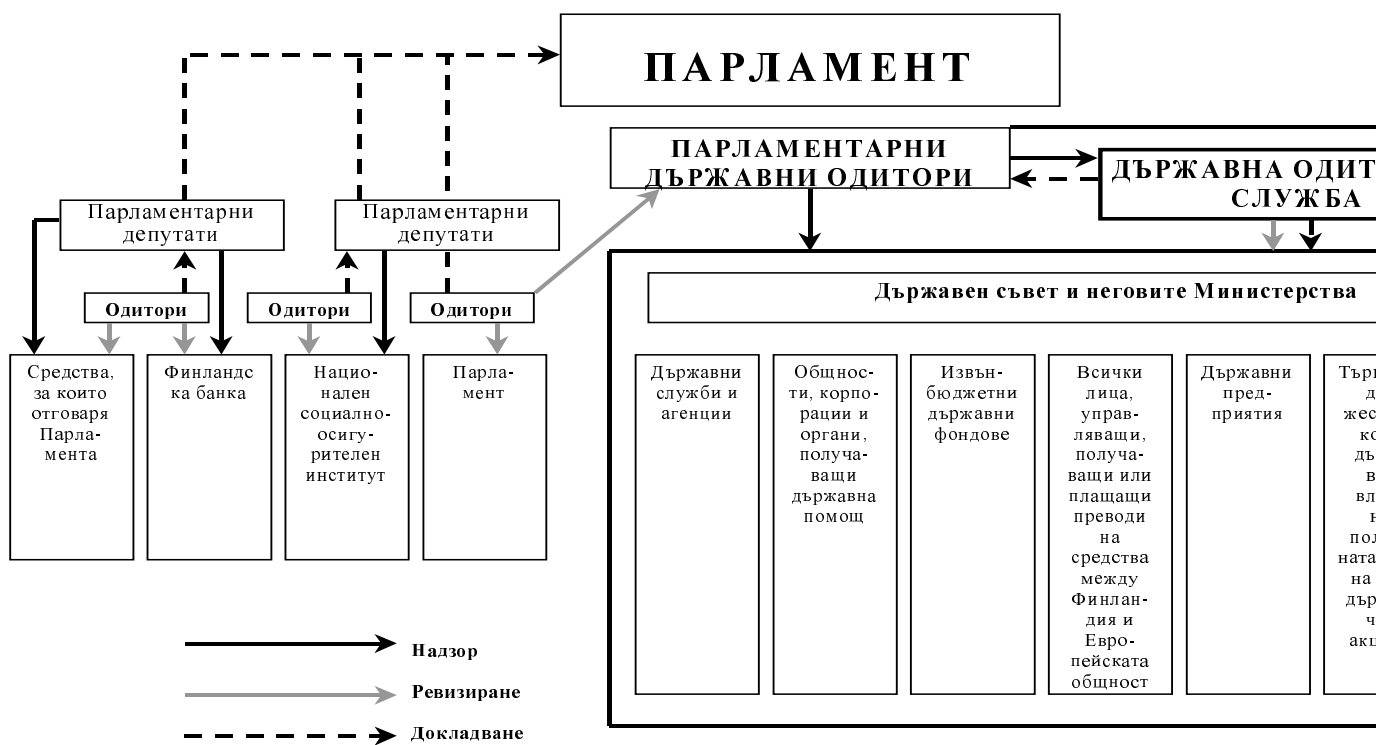 ПАРЛАМЕНТ
ПАРЛАМЕНТАРНИ
ДЪРЖАВНИ ОДИТОРИ
ДЪРЖАВНА
СЛУЖБА
Парламентарни
депутати
Парламентарни
депутати
Одитори
Одитори
Одитори
Държавен съвет и неговите Министерства
Средства,
за които
отговаря
Парла-
мента
Финландс
ка банка
Нацио-
нален
социално-
осигу-
рителен
институт
Парла-
мент
Държавни
служби и
агенции
Общнос-
ти, корпо-
рации и
органи,
получа-
ващи
държавна
помощ
Извън-
бюджетни
държавни
фондове
Всички
лица,
управ-
ляващи,
получа-
ващи или
плащащи
преводи
на
средства
между
Финлан-
дия и
Евро-
пейската
общност
Държавни
пред-
приятия
на
Надзор
Ревизиране
Докладване